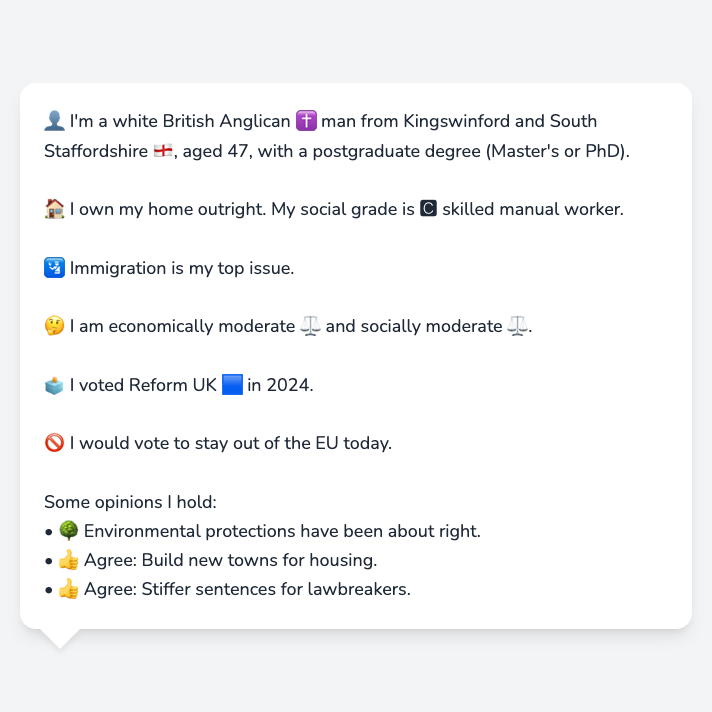 👤 I'm a white British Anglican ✝️ man from Kingswinford and South
Staffordshire 🏴󠁧󠁢󠁥󠁮󠁧󠁿, aged 47, with a postgraduate degree (Master's or PhD).
🏠 I own my home outright. My social grade is 🅲 skilled manual worker.
🛂 Immigration is my top issue.
🤔 I am economically moderate ⚖️ and socially moderate ⚖️.
🗳️ I voted Reform UK 🟦 in 2024.
🚫 I would vote to stay out of the EU today.
Some opinions I hold:
• 🌳 Environmental protections have been about right.
• 👍 Agree: Build new towns for housing.
• 👍 Agree: Stiffer sentences for lawbreakers.